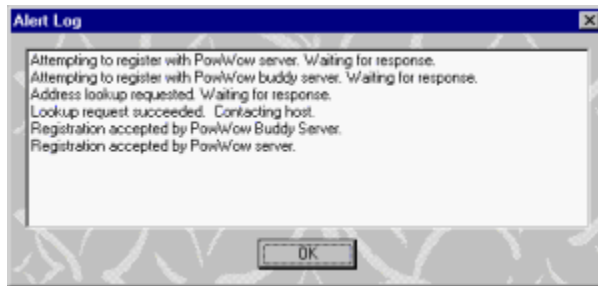 Alert Log
Attempting to register with PowWow server. Waiting for response.
Attempting to register with PowWow buddy server. Waiting for response.
Address lookup requested. Waiting for response.
Lookup request succeeded.  Contacting host.
Registration accepted by PowWow Buddy Server.
Registration accepted by PowWow server.
OK